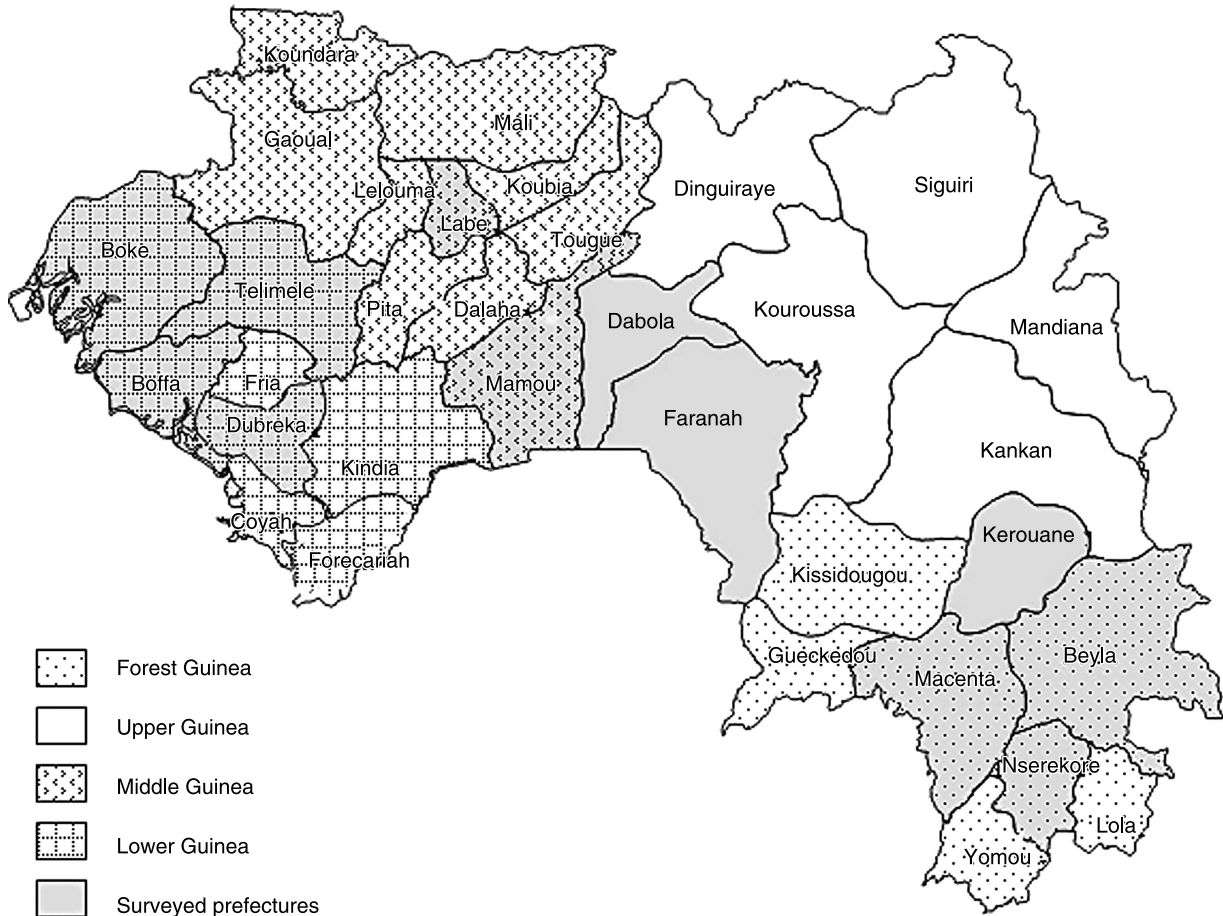 Koundara
Mali
Gaoual
Lelouma
Koubia
Dinguiraye
Siguiri
Labe
Tougue
Boke
Telimele
Pita
Dalaha
Dabola
Kouroussa
Mandiana
Boffa
Fria
Mamou
Dubreka
Faranah
Kindia
Kankan
Coyah
Forecariah
Kerouane
Kissidougou
Gueckedou
Macenta
Beyla
Nserekore
Lola
Yomou
Forest Guinea
Upper Guinea
Middle Guinea
Lower Guinea
Surveyed prefectures